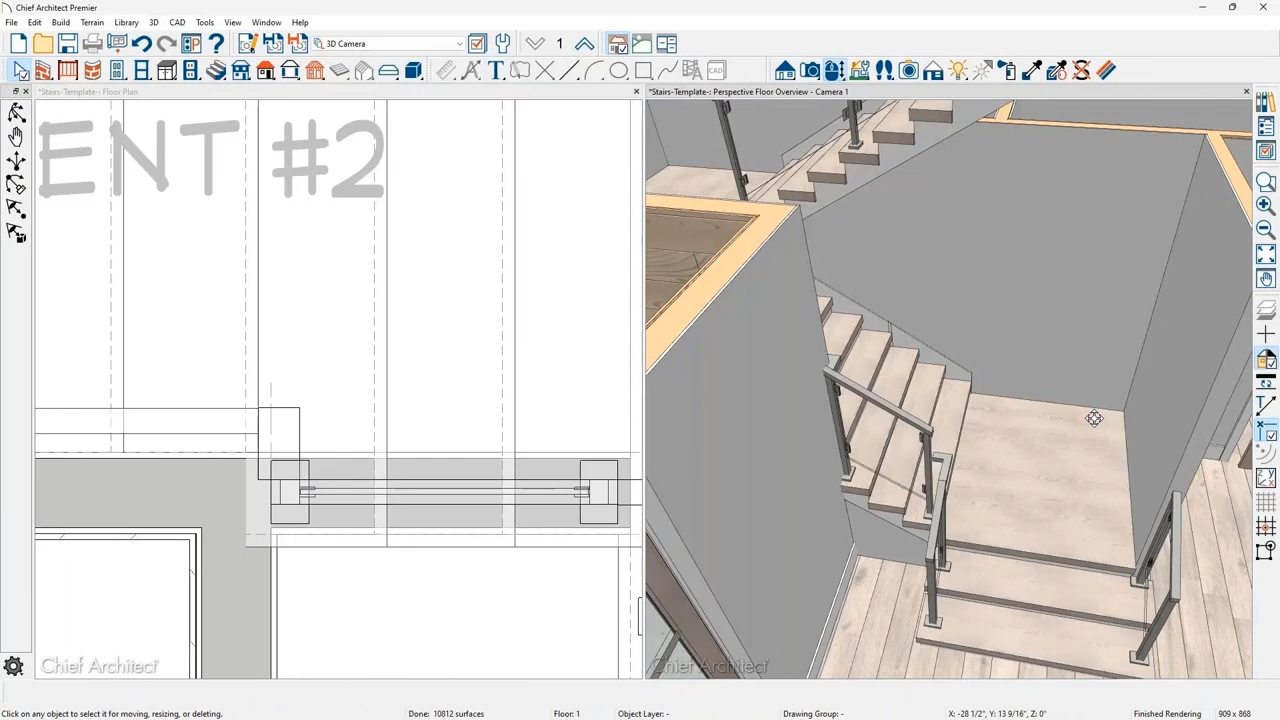 Chief Architect Premier
File Edit Build Terrain Library 3D CAD Tools View Window Help
3D Camera 1
CAD
*Stairs-Template-: Floor Plan
*Stairs-Template-: Perspective Floor Overview - Camera 1
ENT #2
Chief Architect
Chief Architect
Click on any object to select it for moving, resizing, or deleting. Done: 10812 surfaces Floor: 1 Object Layer: - Drawing Group: - X: -28 1/2", Y: 13 9/16", Z: 0" Finished Rendering 909 x 868